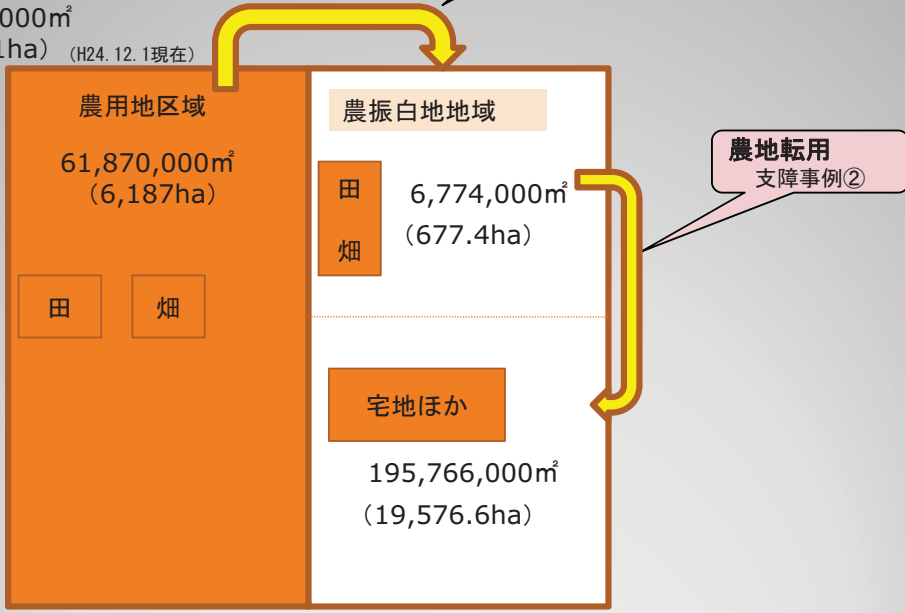 ,000㎡
1ha）（H24.12.1現在）
農用地区域
61,870,000㎡
（6,187ha）
田
畑
農振白地地域
田
畑
6,774,000㎡
（677.4ha）
宅地ほか
195,766,000㎡
（19,576.6ha）
農地転用
支障事例②